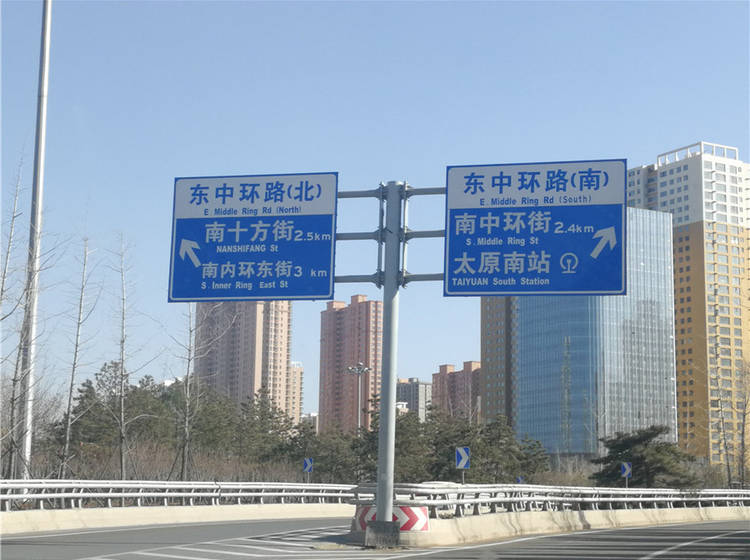 东中环路(北)
E. Middle Ring Rd (North)
南十方街 2.5km
NANSHIFANG St
南内环东街 3 km
S. Inner Ring East St
东中环路(南)
E. Middle Ring Rd (South)
南中环街 2.4km
S. Middle Ring St
太原南站
TAIYUAN South Station